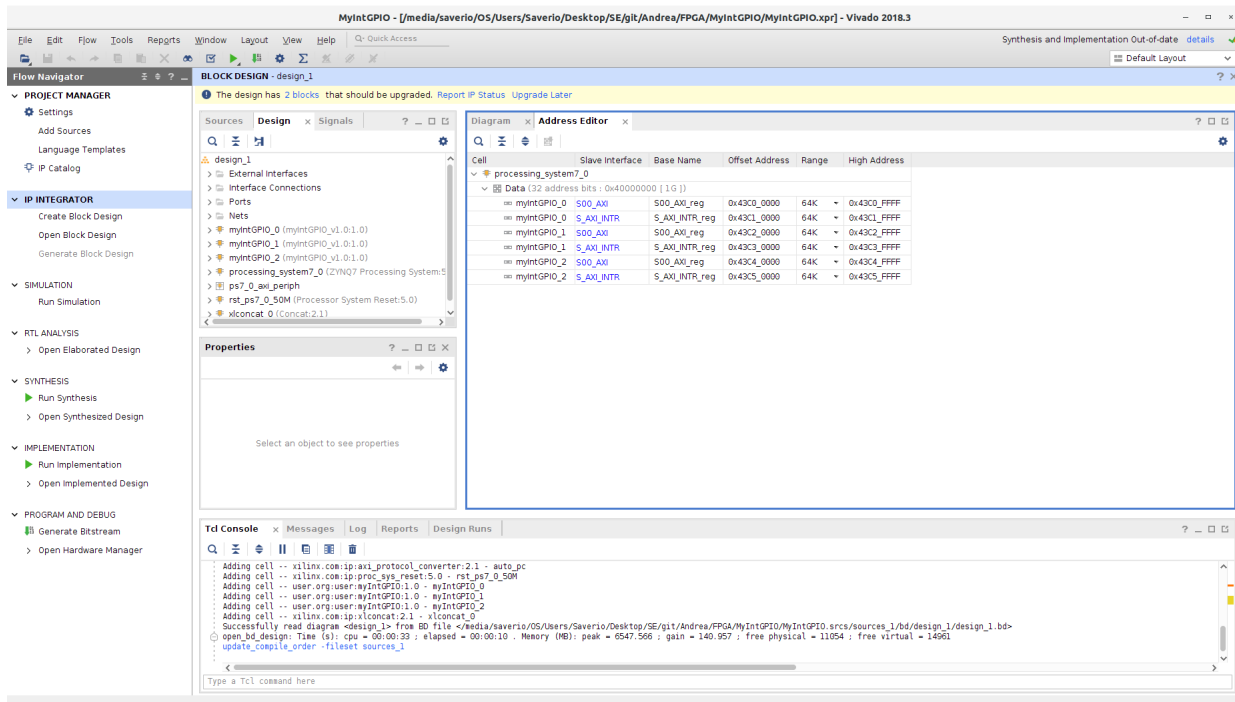 MyIntGPIO - [/media/saverio/OS/Users/Saverio/Desktop/SE/git/Andrea/FPGA/MyIntGPIO/MyIntGPIO.xpr] - Vivado 2018.3
File Edit Flow Tools Reports Window Layout View Help Quick Access
Synthesis and Implementation Out-of-date details
Default Layout
Flow Navigator
PROJECT MANAGER
Settings
Add Sources
Language Templates
IP Catalog
IP INTEGRATOR
Create Block Design
Open Block Design
Generate Block Design
SIMULATION
Run Simulation
RTL ANALYSIS
Open Elaborated Design
SYNTHESIS
Run Synthesis
Open Synthesized Design
IMPLEMENTATION
Run Implementation
Open Implemented Design
PROGRAM AND DEBUG
Generate Bitstream
Open Hardware Manager
BLOCK DESIGN - design_1
The design has 2 blocks that should be upgraded. Report IP Status Upgrade Later
Sources Design Signals
design_1
External Interfaces
Interface Connections
Ports
Nets
myIntGPIO_0 (myIntGPIO_v1.0:1.0)
myIntGPIO_1 (myIntGPIO_v1.0:1.0)
myIntGPIO_2 (myIntGPIO_v1.0:1.0)
processing_system7_0 (ZYNQ7 Processing System:5
ps7_0_axi_periph
rst_ps7_0_50M (Processor System Reset:5.0)
xlconcat_0 (Concat:2.1)
Properties
Select an object to see properties
Diagram Address Editor
Cell Slave Interface Base Name Offset Address Range High Address
processing_system7_0
Data (32 address bits : 0x40000000 [ 1G ])
myIntGPIO_0 S00_AXI S00_AXI_reg 0x43C0_0000 64K 0x43C0_FFFF
myIntGPIO_0 S_AXI_INTR S_AXI_INTR_reg 0x43C1_0000 64K 0x43C1_FFFF
myIntGPIO_1 S00_AXI S00_AXI_reg 0x43C2_0000 64K 0x43C2_FFFF
myIntGPIO_1 S_AXI_INTR S_AXI_INTR_reg 0x43C3_0000 64K 0x43C3_FFFF
myIntGPIO_2 S00_AXI S00_AXI_reg 0x43C4_0000 64K 0x43C4_FFFF
myIntGPIO_2 S_AXI_INTR S_AXI_INTR_reg 0x43C5_0000 64K 0x43C5_FFFF
Tcl Console Messages Log Reports Design Runs
Adding cell -- xilinx.com:ip:axi_protocol_converter:2.1 - auto_pc
Adding cell -- xilinx.com:ip:proc_sys_reset:5.0 - rst_ps7_0_50M
Adding cell -- user.org:user:myIntGPIO:1.0 - myIntGPIO_0
Adding cell -- user.org:user:myIntGPIO:1.0 - myIntGPIO_1
Adding cell -- user.org:user:myIntGPIO:1.0 - myIntGPIO_2
Adding cell -- xilinx.com:ip:xlconcat:2.1 - xlconcat_0
Successfully read diagram <design_1> from BD file </media/saverio/OS/Users/Saverio/Desktop/SE/git/Andrea/FPGA/MyIntGPIO/MyIntGPIO.srcs/sources_1/bd/design_1/design_1.bd>
open_bd_design: Time (s): cpu = 00:00:33 ; elapsed = 00:00:10 . Memory (MB): peak = 6547.566 ; gain = 140.957 ; free physical = 11054 ; free virtual = 14961
update_compile_order -fileset sources_1
Type a Tcl command here